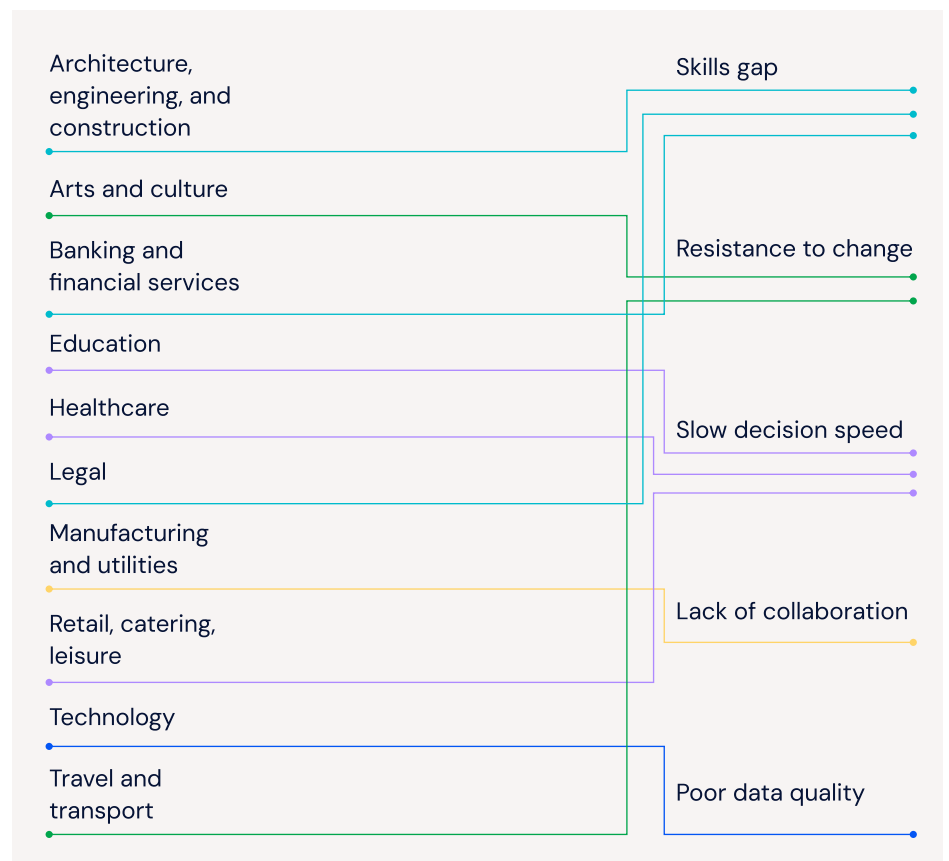 Architecture,
engineering, and
construction
Arts and culture
Banking and
financial services
Education
Healthcare
Legal
Manufacturing
and utilities
Retail, catering,
leisure
Technology
Travel and
transport
Skills gap
Resistance to change
Slow decision speed
Lack of collaboration
Poor data quality